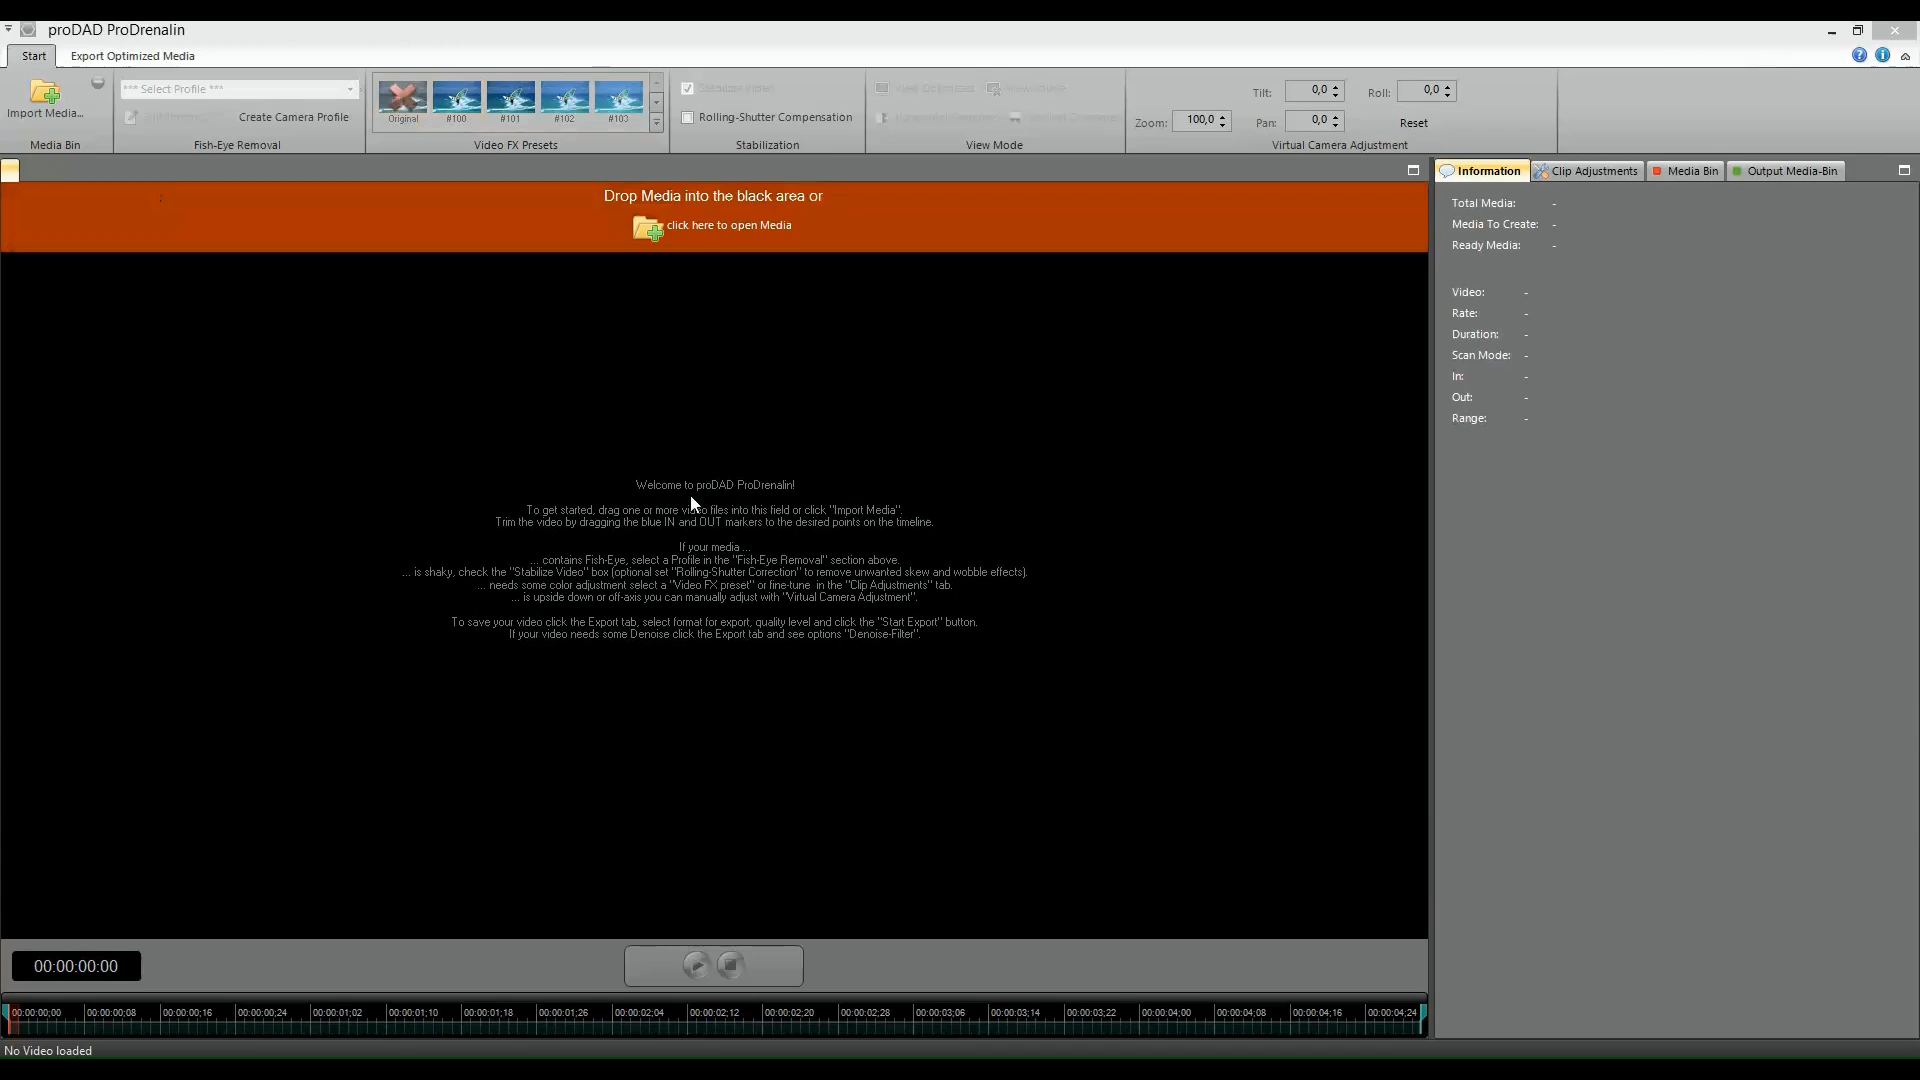 proDAD ProDrenalin
Start
Export Optimized Media
Import Media...
Media Bin
*** Select Profile ***
Create Camera Profile
Fish-Eye Removal
Original
#100
#101
#102
#103
Video FX Presets
Stabilize Video
Rolling-Shutter Compensation
Stabilization
View Optimized
View Mode
Tilt: 0,0
Roll: 0,0
Zoom: 100,0
Pan: 0,0
Reset
Virtual Camera Adjustment
Drop Media into the black area or
click here to open Media
Information
Clip Adjustments
Media Bin
Output Media-Bin
Total Media: -
Media To Create: -
Ready Media: -
Video: -
Rate: -
Duration: -
Scan Mode: -
In: -
Out: -
Range: -
Welcome to proDAD ProDrenalin!
To get started, drag one or more video files into this field or click "Import Media".
Trim the video by dragging the blue IN and OUT markers to the desired points on the timeline.
If your media ...
... contains Fish-Eye, select a Profile in the "Fish-Eye Removal" section above.
... is shaky, check the "Stabilize Video" box (optional set "Rolling-Shutter Correction" to remove unwanted skew and wobble effects).
... needs some color adjustment select a "Video FX preset" or fine-tune in the "Clip Adjustments" tab.
... is upside down or off-axis you can manually adjust with "Virtual Camera Adjustment".
To save your video click the Export tab, select format for export, quality level and click the "Start Export" button.
If your video needs some Denoise click the Export tab and see options "Denoise-Filter".
00:00:00:00
00:00:00;00 00:00:00;08 00:00:00;16 00:00:00;24 00:00:01;02 00:00:01;10 00:00:01;18 00:00:01;26 00:00:02;04 00:00:02;12 00:00:02;20 00:00:02;28 00:00:03;06 00:00:03;14 00:00:03;22 00:00:04;00 00:00:04;08 00:00:04;16 00:00:04;24
No Video loaded